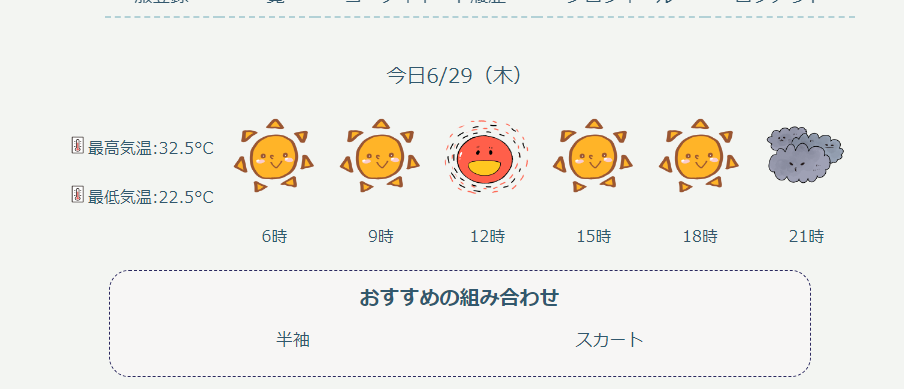 今日6/29（木）
最高気温:32.5°C
最低気温:22.5°C
6時 9時 12時 15時 18時 21時
おすすめの組み合わせ
半袖 スカート